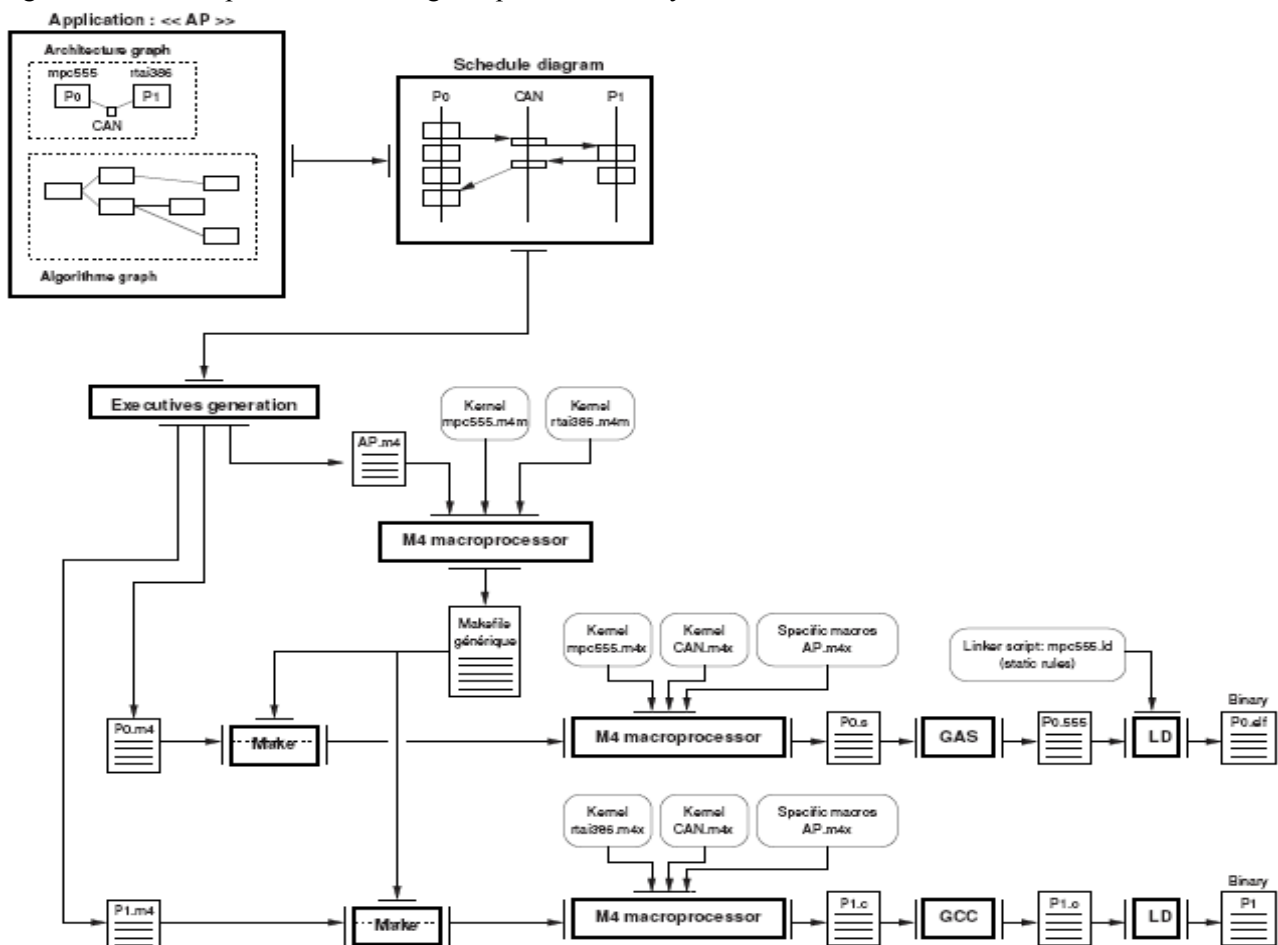 Application : << AP >>
Architecture graph
mpc555 rtai386
P0 P1
CAN
Algorithme graph
Schedule diagram
P0 CAN P1
Executives generation
AP.m4
Kernel
mpc555.m4m
Kernel
rtai386.m4m
M4 macroprocessor
Makefile
générique
Kernel
mpc555.m4x
Kernel
CAN.m4x
Specific macros
AP.m4x
Linker script: mpc555.ld
(static rules)
P0.m4
Make
M4 macroprocessor
P0.s
GAS
P0.555
LD
Binary
P0.elf
Kernel
rtai386.m4x
Kernel
CAN.m4x
Specific macros
AP.m4x
P1.m4
Make
M4 macroprocessor
P1.c
GCC
P1.o
LD
Binary
P1